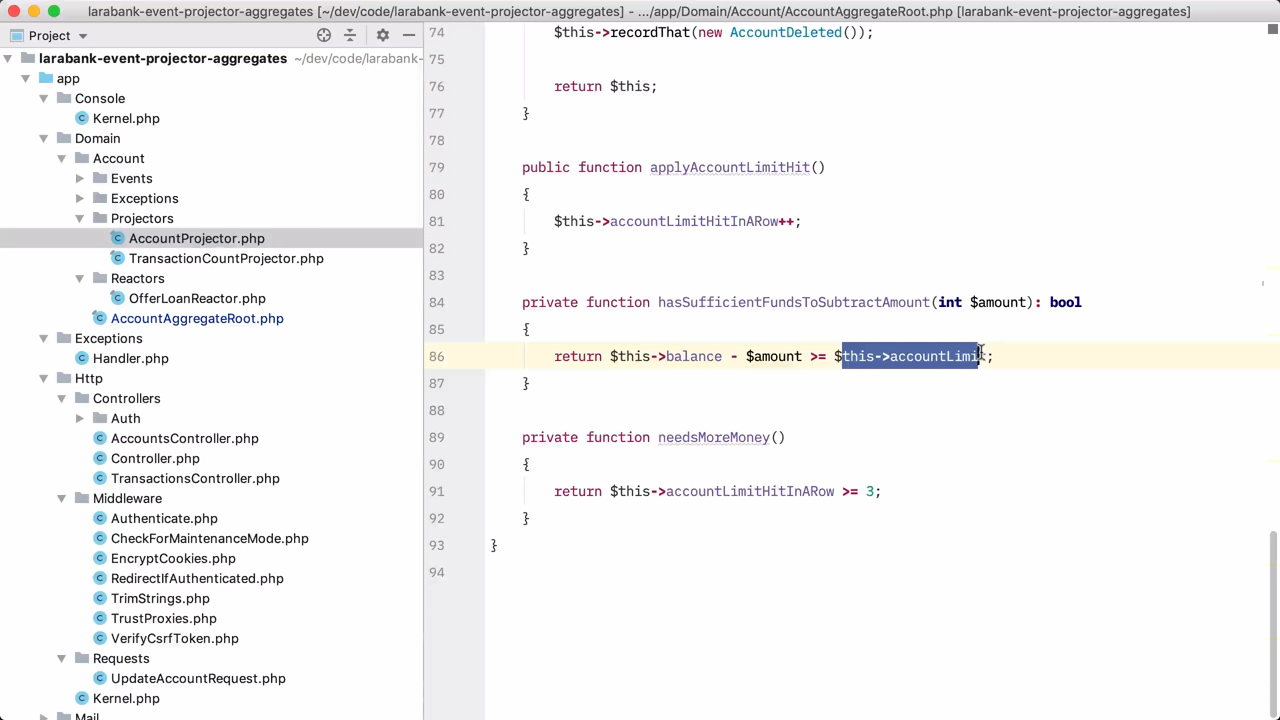 larabank-event-projector-aggregates [~/dev/code/larabank-event-projector-aggregates] - .../app/Domain/Account/AccountAggregateRoot.php [larabank-event-projector-aggregates]
Project
larabank-event-projector-aggregates ~/dev/code/larabank-
app
Console
Kernel.php
Domain
Account
Events
Exceptions
Projectors
AccountProjector.php
TransactionCountProjector.php
Reactors
OfferLoanReactor.php
AccountAggregateRoot.php
Exceptions
Handler.php
Http
Controllers
Auth
AccountsController.php
Controller.php
TransactionsController.php
Middleware
Authenticate.php
CheckForMaintenanceMode.php
EncryptCookies.php
RedirectIfAuthenticated.php
TrimStrings.php
TrustProxies.php
VerifyCsrfToken.php
Requests
UpdateAccountRequest.php
Kernel.php
Mail
74 $this->recordThat(new AccountDeleted());
75
76 return $this;
77 }
78
79 public function applyAccountLimitHit()
80 {
81 $this->accountLimitHitInARow++;
82 }
83
84 private function hasSufficientFundsToSubtractAmount(int $amount): bool
85 {
86 return $this->balance - $amount >= $this->accountLimit;
87 }
88
89 private function needsMoreMoney()
90 {
91 return $this->accountLimitHitInARow >= 3;
92 }
93 }
94